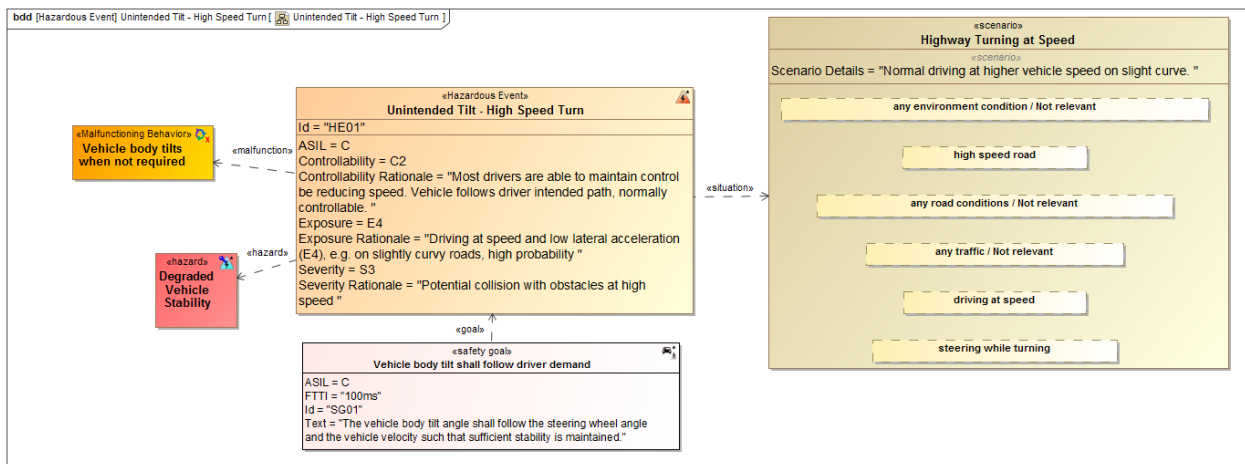 bdd [Hazardous Event] Unintended Tilt - High Speed Turn [ Unintended Tilt - High Speed Turn ]
«scenario»
Highway Turning at Speed
«scenario»
Scenario Details = "Normal driving at higher vehicle speed on slight curve. "
any environment condition / Not relevant
high speed road
any road conditions / Not relevant
any traffic / Not relevant
driving at speed
steering while turning
«Hazardous Event»
Unintended Tilt - High Speed Turn
Id = "HE01"
ASIL = C
Controllability = C2
Controllability Rationale = "Most drivers are able to maintain control
be reducing speed. Vehicle follows driver intended path, normally
controllable. "
Exposure = E4
Exposure Rationale = "Driving at speed and low lateral acceleration
(E4), e.g. on slightly curvy roads, high probability "
Severity = S3
Severity Rationale = "Potential collision with obstacles at high
speed "
«Malfunctioning Behavior»
Vehicle body tilts
when not required
«malfunction»
«situation»
«hazard»
«hazard»
Degraded
Vehicle
Stability
«goal»
«safety goal»
Vehicle body tilt shall follow driver demand
ASIL = C
FTTI = "100ms"
Id = "SG01"
Text = "The vehicle body tilt angle shall follow the steering wheel angle
and the vehicle velocity such that sufficient stability is maintained."